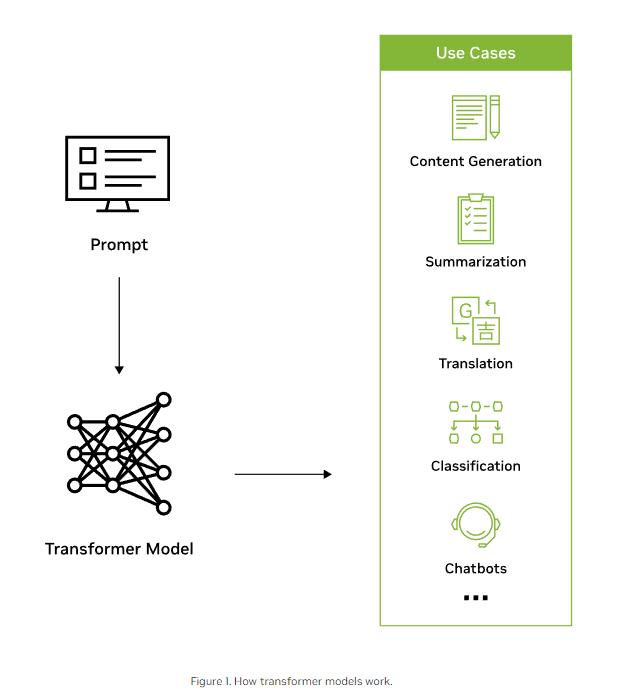 Use Cases
Content Generation
Summarization
G
吉
Translation
Classification
Chatbots
...
Prompt
Transformer Model
Figure 1. How transformer models work.